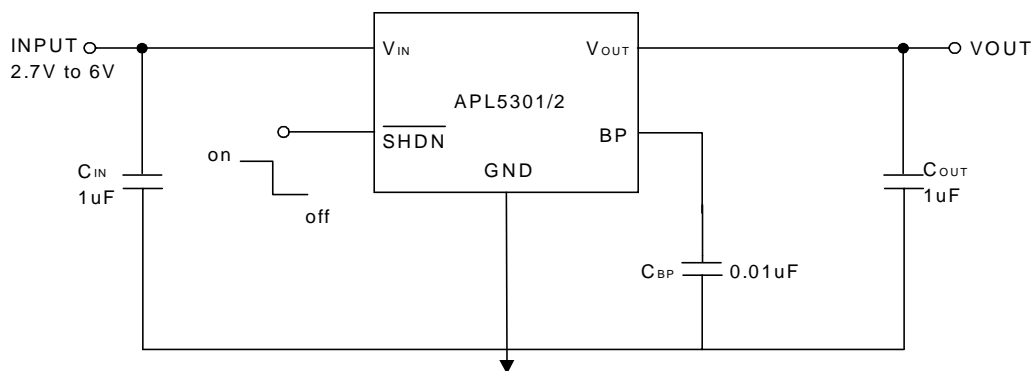 INPUT
2.7V to 6V
VIN
VOUT
VOUT
APL5301/2
SHDN
BP
GND
on
off
CIN
1uF
COUT
1uF
CBP
0.01uF